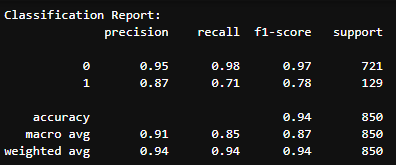 Classification Report:
precision recall f1-score support
0 0.95 0.98 0.97 721
1 0.87 0.71 0.78 129
accuracy 0.94 850
macro avg 0.91 0.85 0.87 850
weighted avg 0.94 0.94 0.94 850